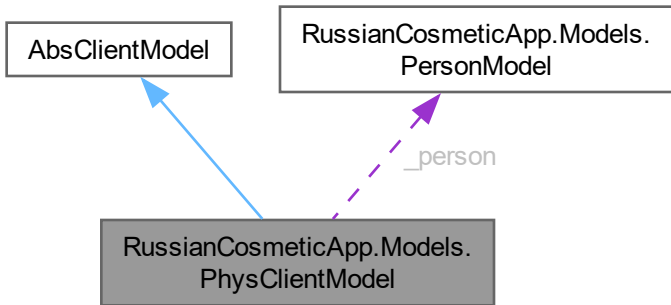 AbsClientModel
RussianCosmeticApp.Models.
PersonModel
_person
RussianCosmeticApp.Models.
PhysClientModel